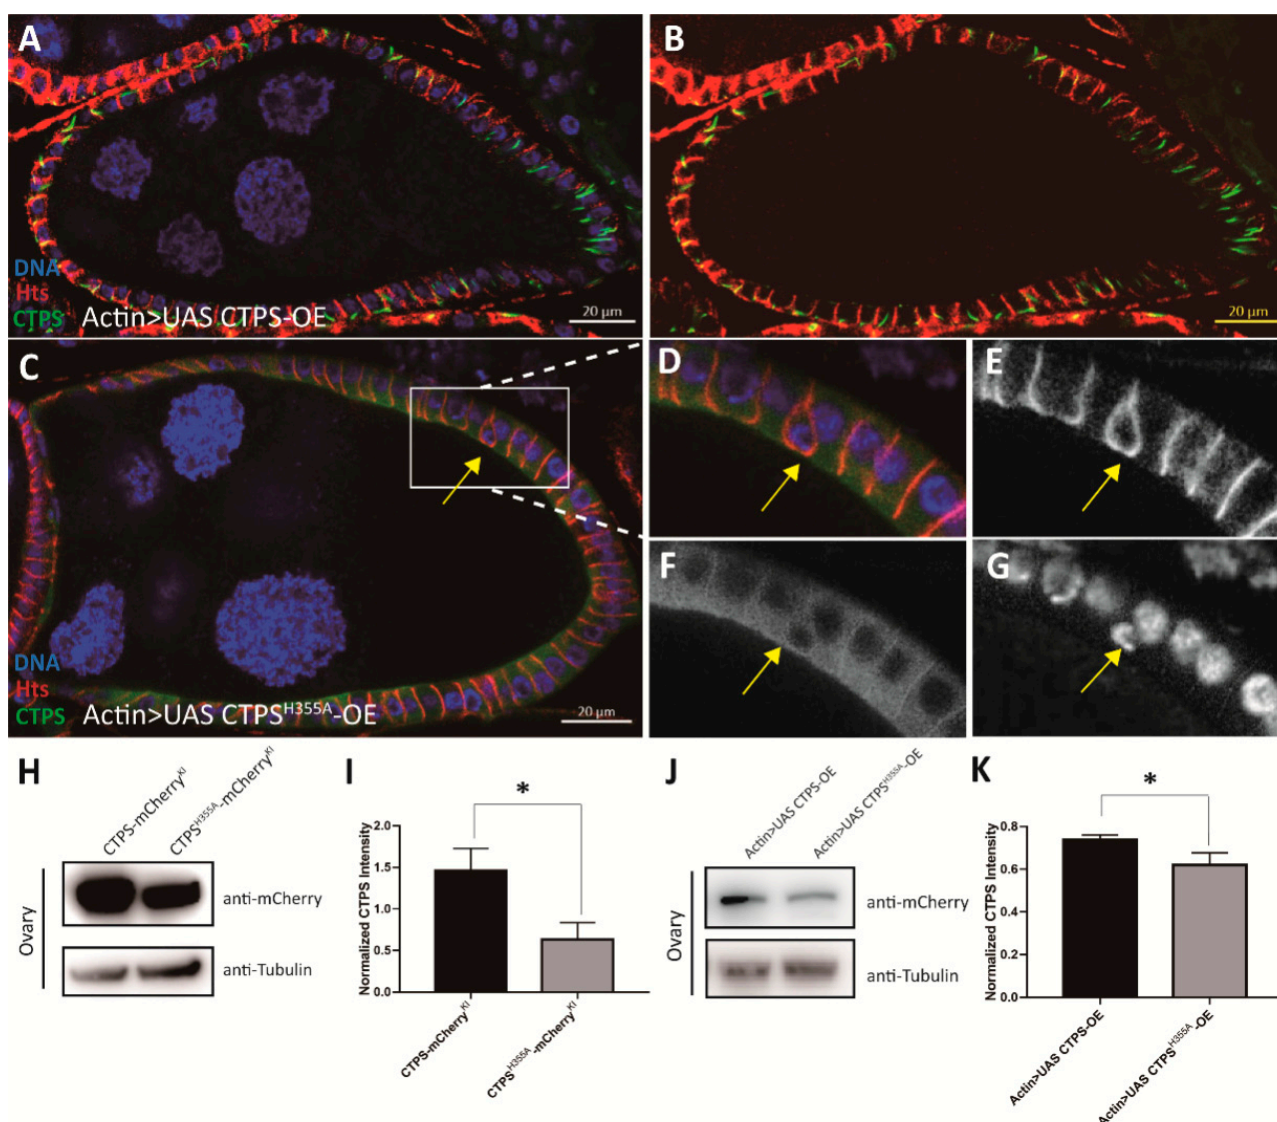 A
DNA
Hts
CTPS
Actin>UAS CTPS-OE
20 μm
B
20 μm
C
DNA
Hts
CTPS
Actin>UAS CTPS^H355A-OE
20 μm
D
E
F
G
H
CTPS-mCherry^KI
CTPS^H355A-mCherry^KI
Ovary
anti-mCherry
anti-Tubulin
I
*
Normalized CTPS Intensity
2.0
1.5
1.0
0.5
0.0
CTPS-mCherry^KI
CTPS^H355A-mCherry^KI
J
Actin>UAS CTPS-OE
Actin>UAS CTPS^H355A-OE
Ovary
anti-mCherry
anti-Tubulin
K
*
Normalized CTPS Intensity
0.8
0.6
0.4
0.2
0.0
Actin>UAS CTPS-OE
Actin>UAS CTPS^H355A-OE